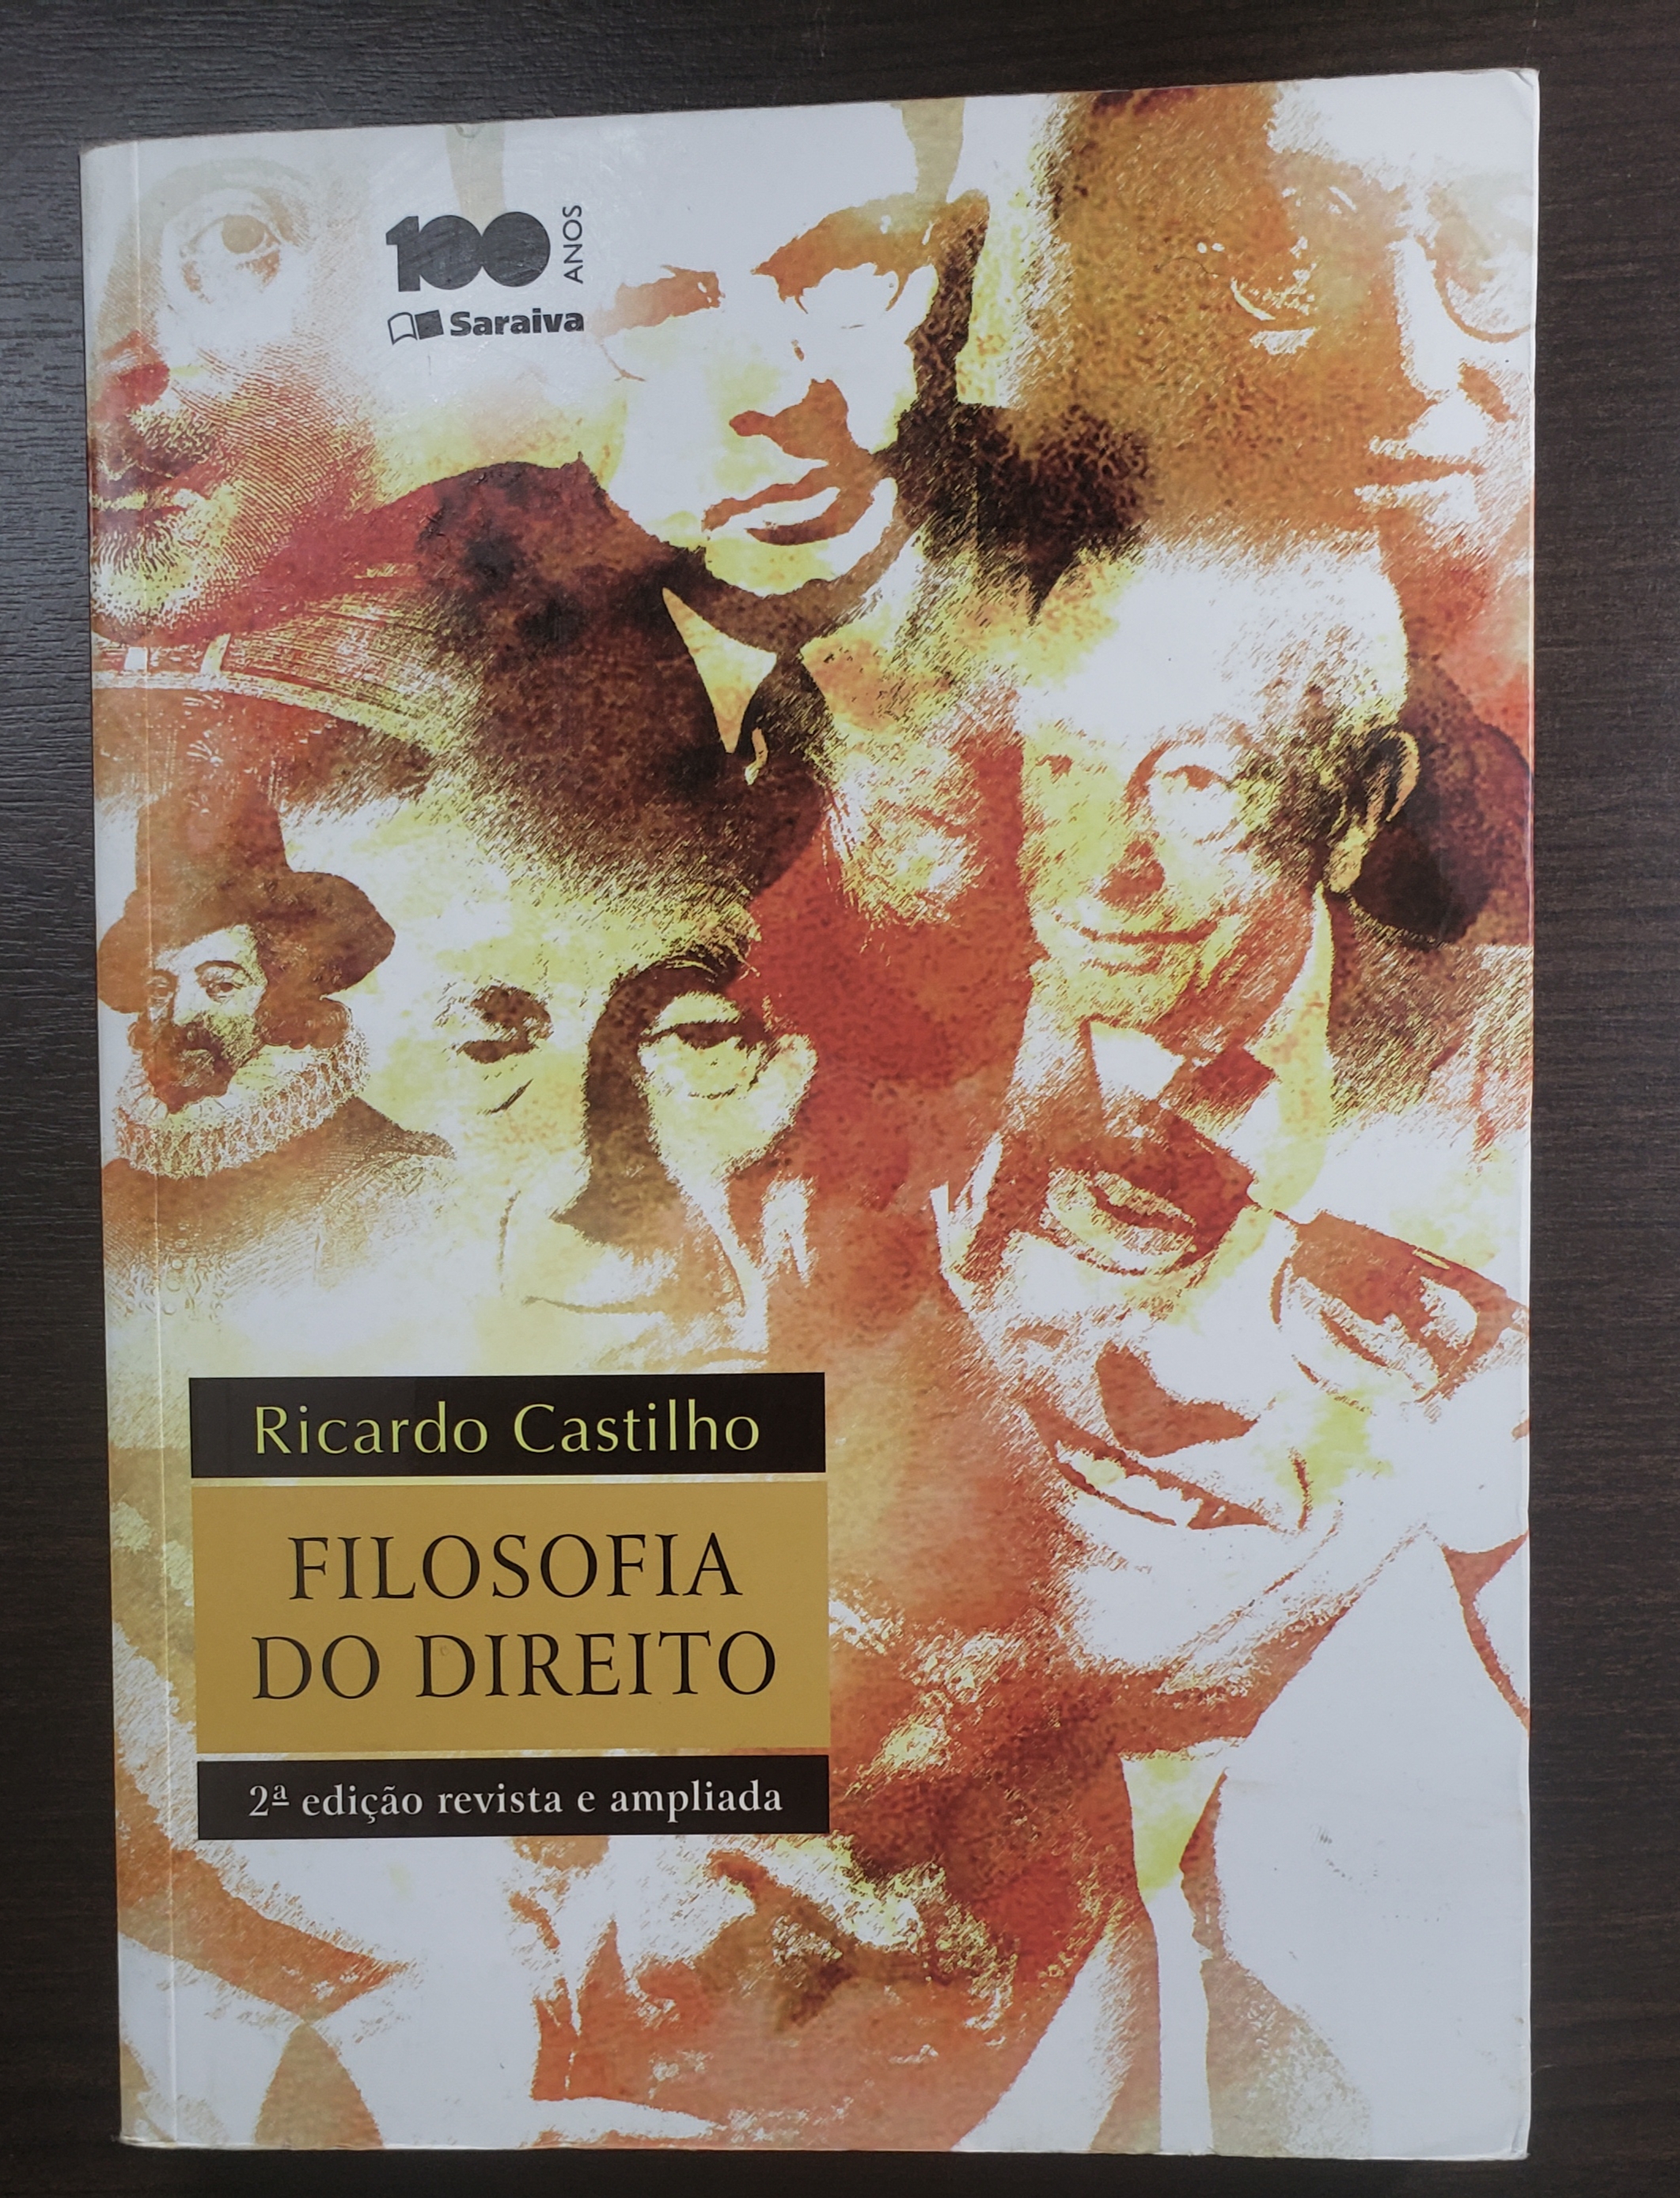 100 ANOS
Saraiva
Ricardo Castilho
FILOSOFIA
DO DIREITO
2ª edição revista e ampliada